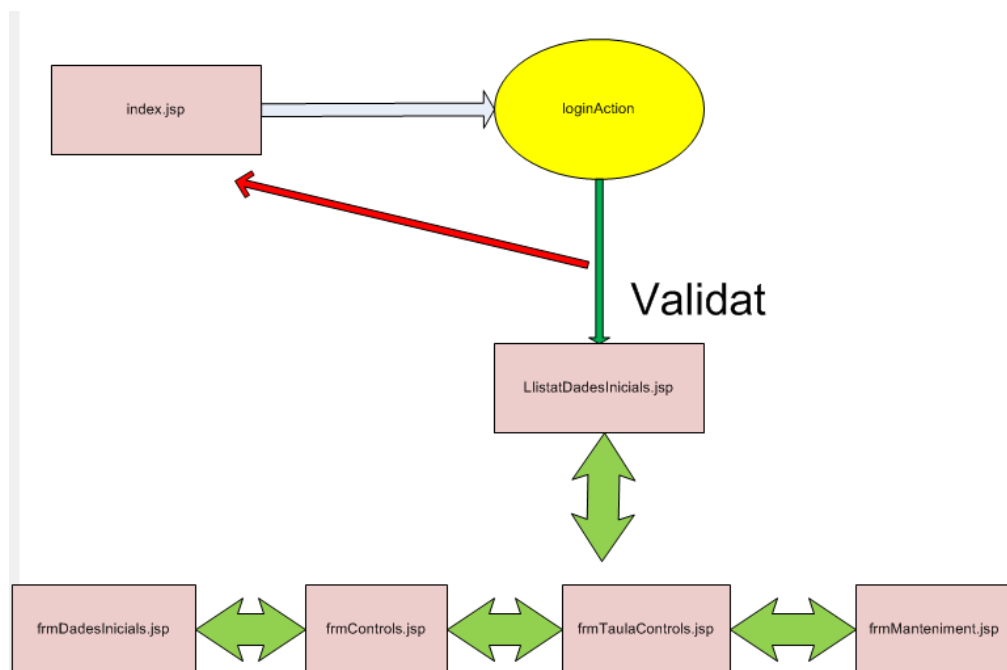 index.jsp
loginAction
Validat
LlistatDadesInicials.jsp
frmDadesInicials.jsp
frmControls.jsp
frmTaulaControls.jsp
frmManteniment.jsp